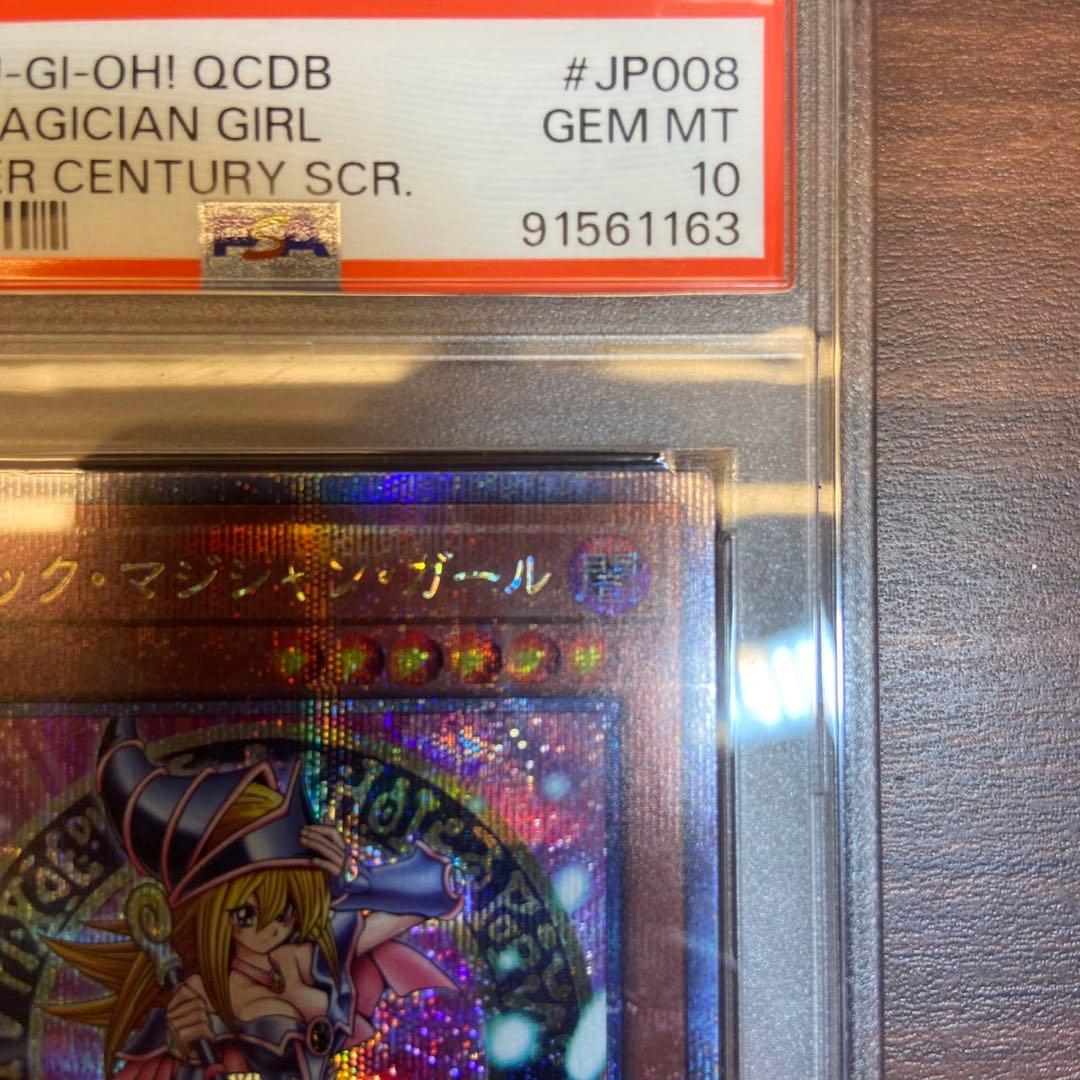 -GI-OH! QCDB #JP008
AGICIAN GIRL GEM MT
ER CENTURY SCR. 10
PSA 91561163
ック・マジシャン・ガール 闇